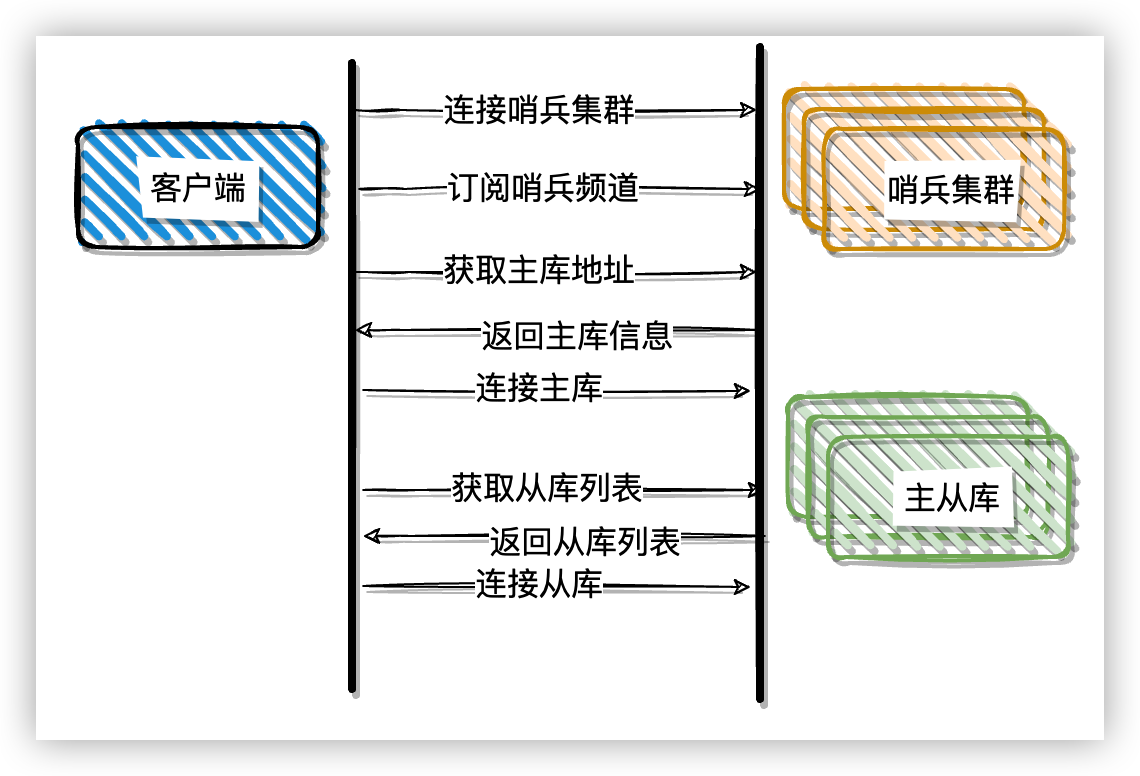 客户端
连接哨兵集群
订阅哨兵频道
获取主库地址
返回主库信息
连接主库
获取从库列表
返回从库列表
连接从库
哨兵集群
主从库